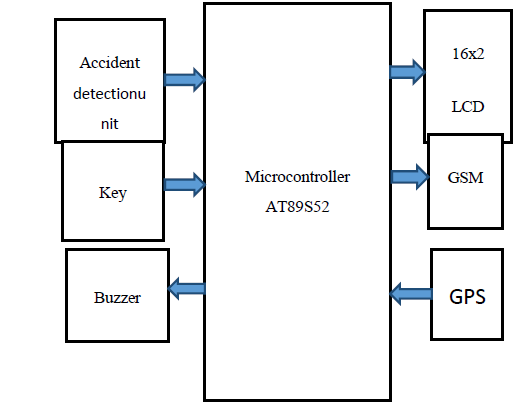 Accident
detectionu
nit
Key
Buzzer
Microcontroller
AT89S52
16x2
LCD
GSM
GPS